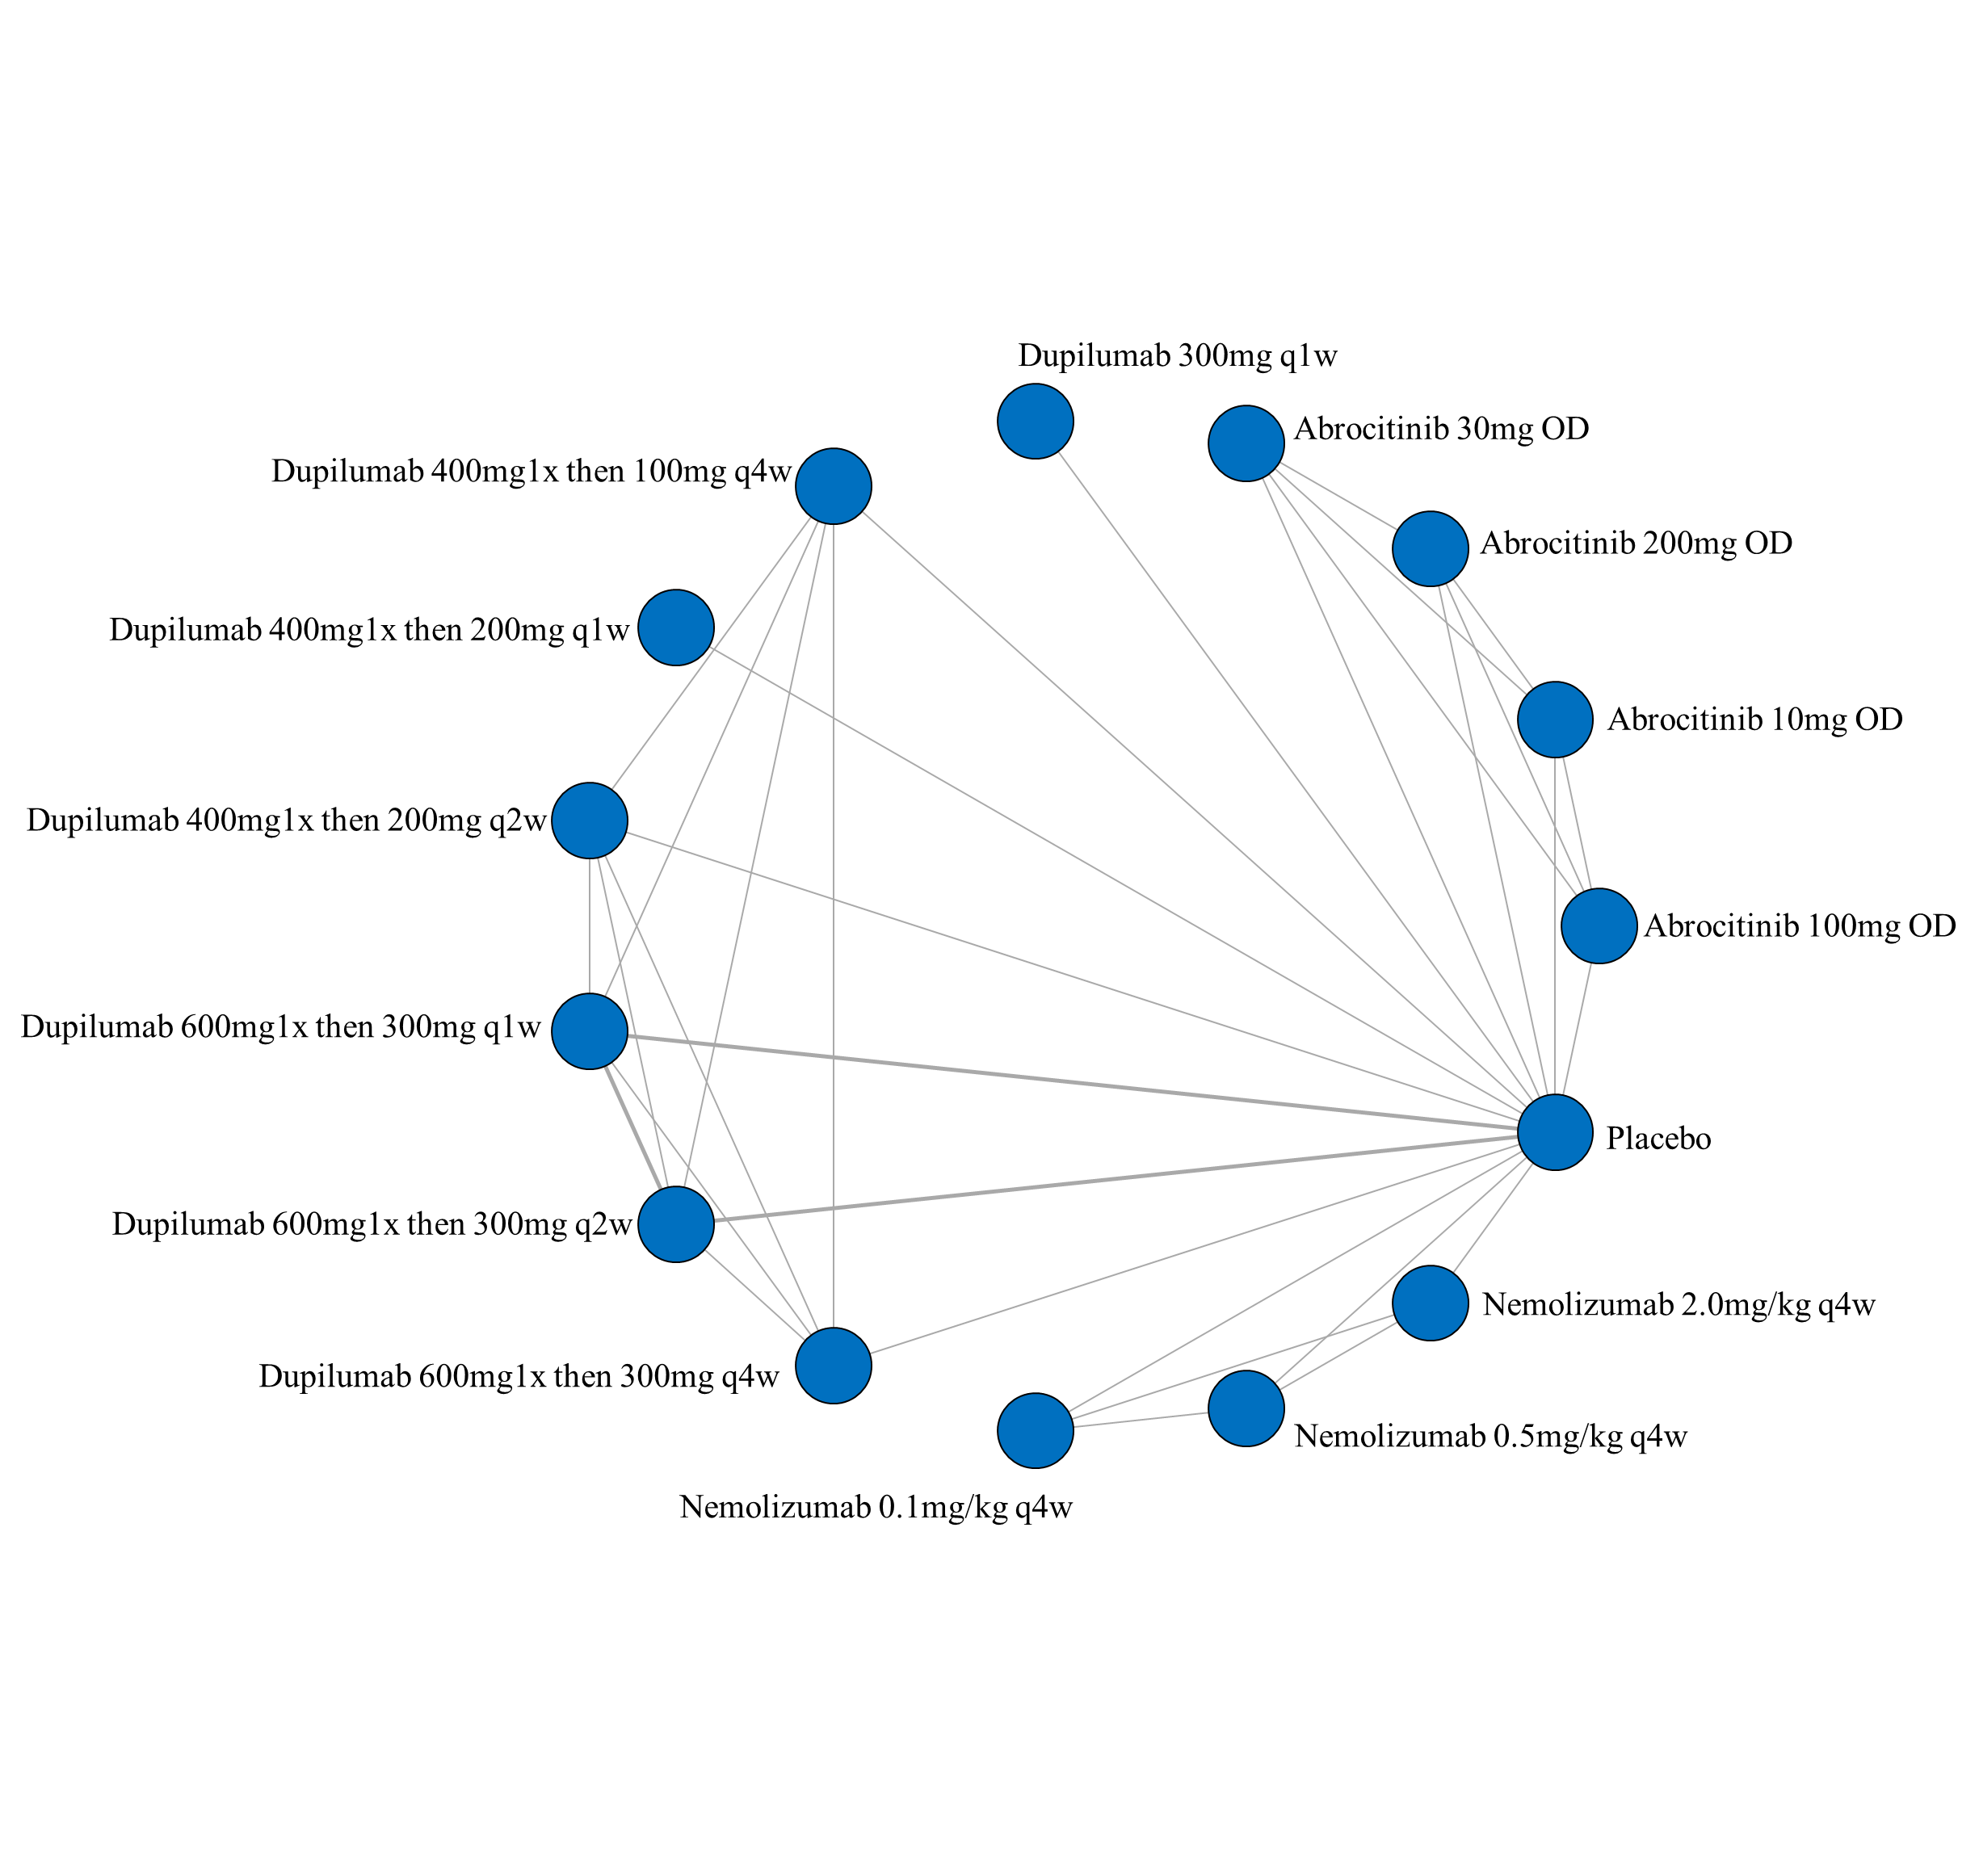 Dupilumab 300mg q1w
Abrocitinib 30mg OD
Dupilumab 400mg1x then 100mg q4w
Abrocitinib 200mg OD
Dupilumab 400mg1x then 200mg q1w
Abrocitinib 10mg OD
Dupilumab 400mg1x then 200mg q2w
Abrocitinib 100mg OD
Dupilumab 600mg1x then 300mg q1w
Placebo
Dupilumab 600mg1x then 300mg q2w
Nemolizumab 2.0mg/kg q4w
Dupilumab 600mg1x then 300mg q4w
Nemolizumab 0.5mg/kg q4w
Nemolizumab 0.1mg/kg q4w